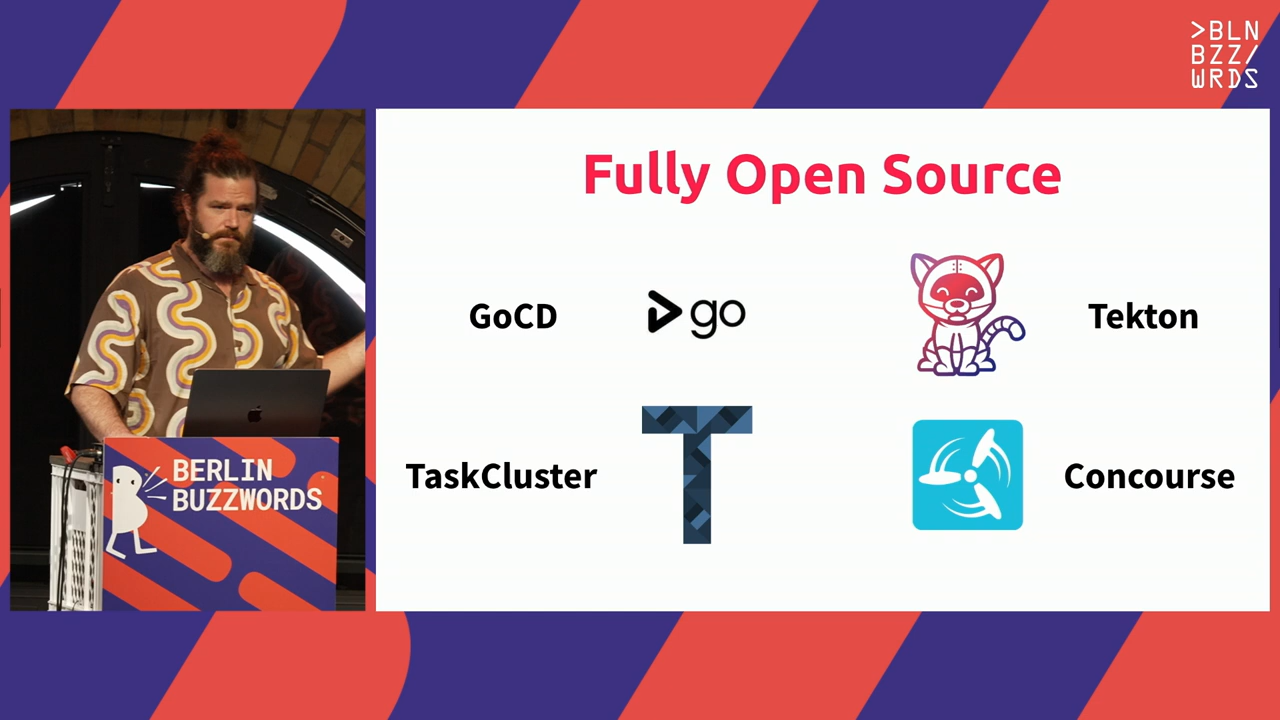 >BLN
BZZ/
WRDS
Fully Open Source
GoCD
go
Tekton
TaskCluster
T
Concourse
BERLIN
BUZZWORDS